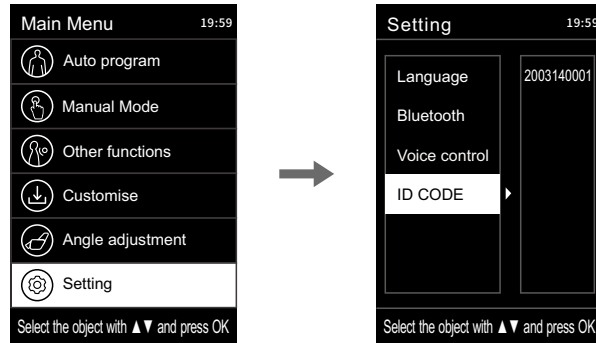 Main Menu 19:59
Auto program
Manual Mode
Other functions
Customise
Angle adjustment
Setting
Select the object with ▲▼ and press OK
Setting 19:59
Language 2003140001
Bluetooth
Voice control
ID CODE
Select the object with ▲▼ and press OK